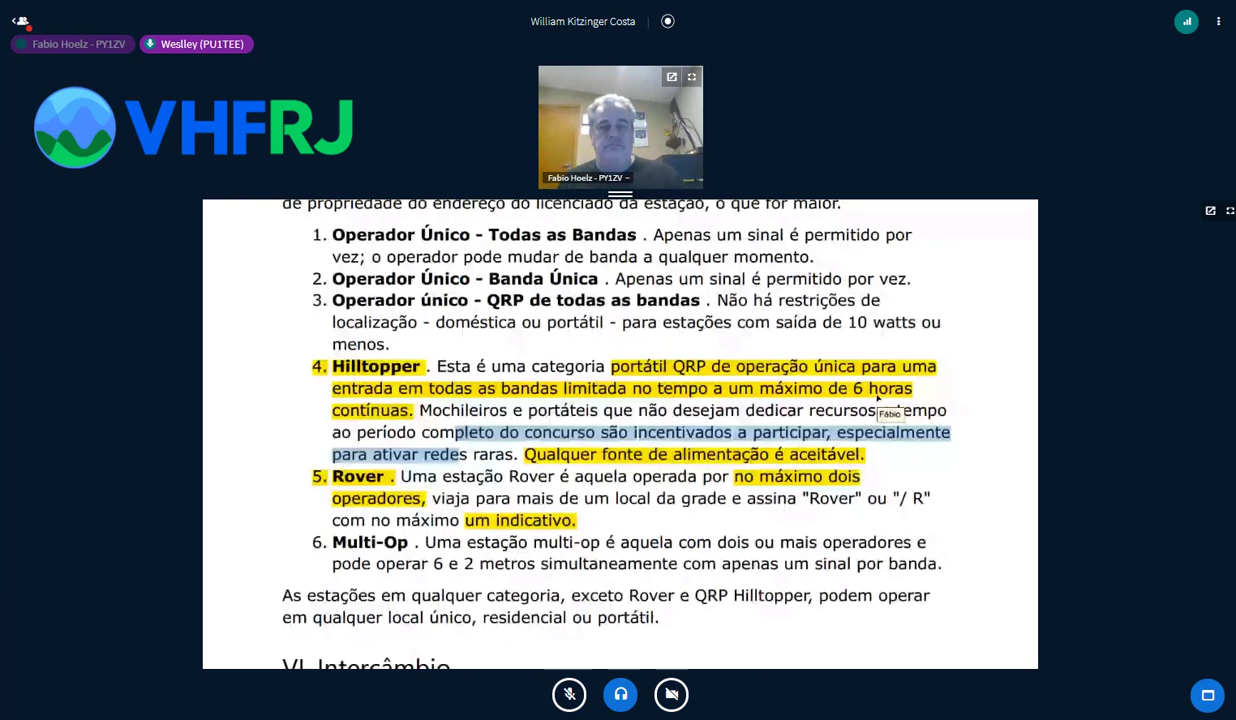 William Kitzinger Costa
Fabio Hoelz - PY1ZV
Weslley (PU1TEE)
VHFRJ
Fabio Hoelz - PY1ZV
de propriedade do endereço do licenciado da estação, o que for maior.
1. Operador Único - Todas as Bandas . Apenas um sinal é permitido por
vez; o operador pode mudar de banda a qualquer momento.
2. Operador Único - Banda Única . Apenas um sinal é permitido por vez.
3. Operador único - QRP de todas as bandas . Não há restrições de
localização - doméstica ou portátil - para estações com saída de 10 watts ou
menos.
4. Hilltopper . Esta é uma categoria portátil QRP de operação única para uma
entrada em todas as bandas limitada no tempo a um máximo de 6 horas
contínuas. Mochileiros e portáteis que não desejam dedicar recursos tempo
Fábio
ao período completo do concurso são incentivados a participar, especialmente
para ativar redes raras. Qualquer fonte de alimentação é aceitável.
5. Rover . Uma estação Rover é aquela operada por no máximo dois
operadores, viaja para mais de um local da grade e assina "Rover" ou "/ R"
com no máximo um indicativo.
6. Multi-Op . Uma estação multi-op é aquela com dois ou mais operadores e
pode operar 6 e 2 metros simultaneamente com apenas um sinal por banda.
As estações em qualquer categoria, exceto Rover e QRP Hilltopper, podem operar
em qualquer local único, residencial ou portátil.
VI. Intercâmbio